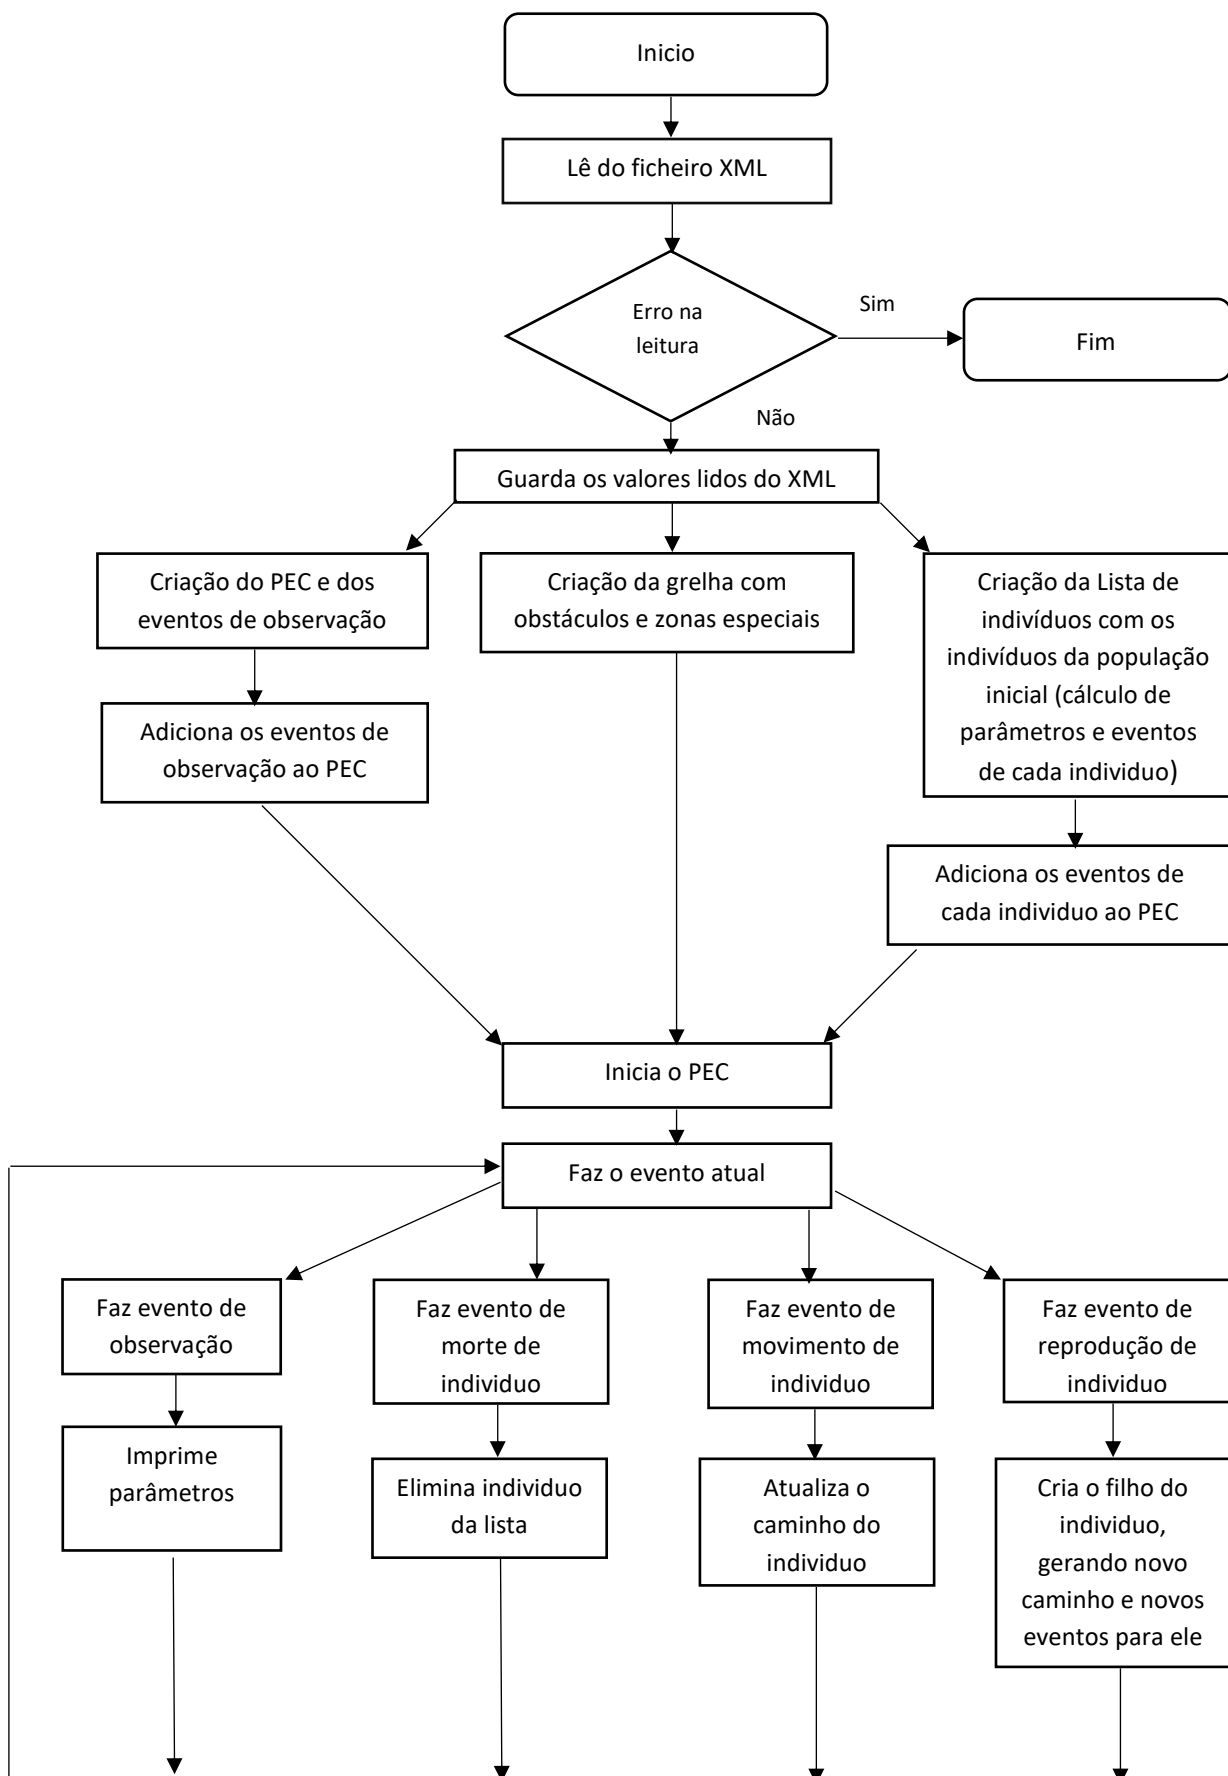 Inicio
Lê do ficheiro XML
Erro na
leitura
Sim
Fim
Não
Guarda os valores lidos do XML
Criação do PEC e dos
eventos de observação
Criação da grelha com
obstáculos e zonas especiais
Criação da Lista de
indivíduos com os
indivíduos da população
inicial (cálculo de
parâmetros e eventos
de cada individuo)
Adiciona os eventos de
observação ao PEC
Adiciona os eventos de
cada individuo ao PEC
Inicia o PEC
Faz o evento atual
Faz evento de
observação
Faz evento de
morte de
individuo
Faz evento de
movimento de
individuo
Faz evento de
reprodução de
individuo
Imprime
parâmetros
Elimina individuo
da lista
Atualiza o
caminho do
individuo
Cria o filho do
individuo,
gerando novo
caminho e novos
eventos para ele